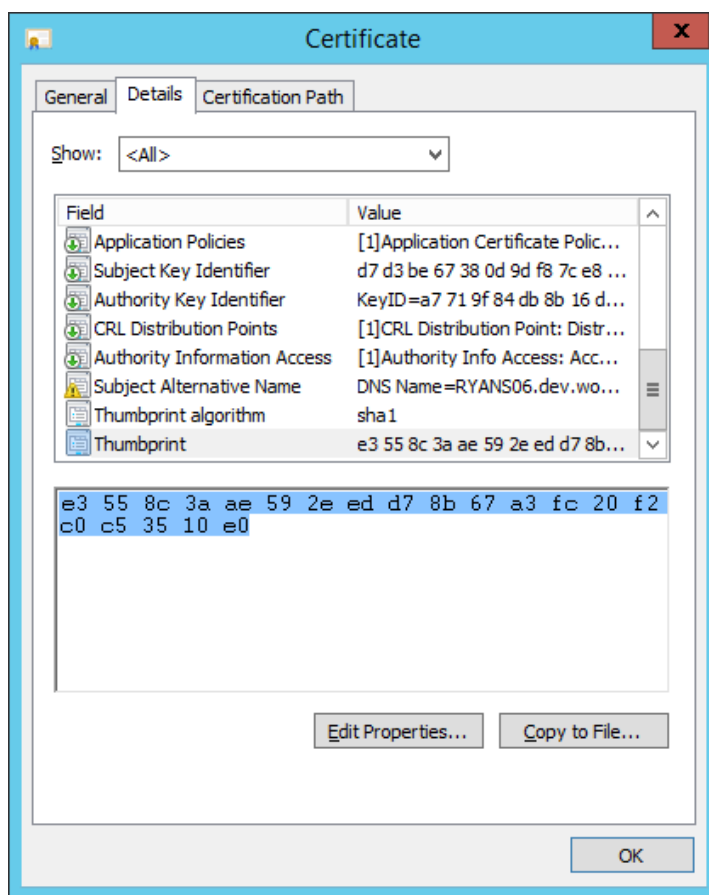 Certificate
x
General Details Certification Path
Show: <All>
Field Value
Application Policies [1]Application Certificate Polic...
Subject Key Identifier d7 d3 be 67 38 0d 9d f8 7c e8 ...
Authority Key Identifier KeyID=a7 71 9f 84 db 8b 16 d...
CRL Distribution Points [1]CRL Distribution Point: Distr...
Authority Information Access [1]Authority Info Access: Acc...
Subject Alternative Name DNS Name=RYANS06.dev.wo...
Thumbprint algorithm sha1
Thumbprint e3 55 8c 3a ae 59 2e ed d7 8b...
e3 55 8c 3a ae 59 2e ed d7 8b 67 a3 fc 20 f2
c0 c5 35 10 e0
Edit Properties... Copy to File...
OK